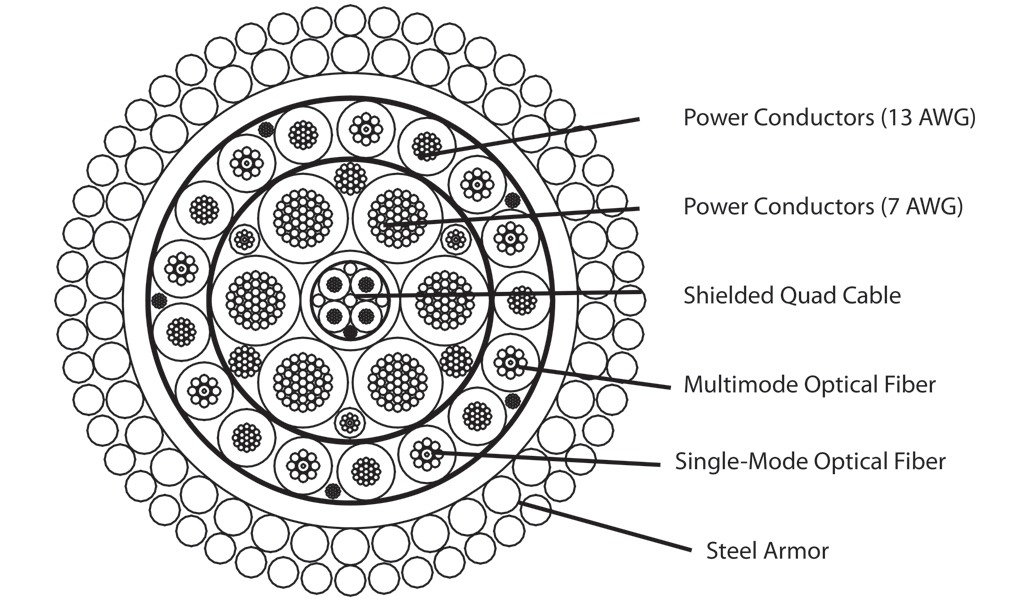 Power Conductors (13 AWG)
Power Conductors (7 AWG)
Shielded Quad Cable
Multimode Optical Fiber
Single-Mode Optical Fiber
Steel Armor